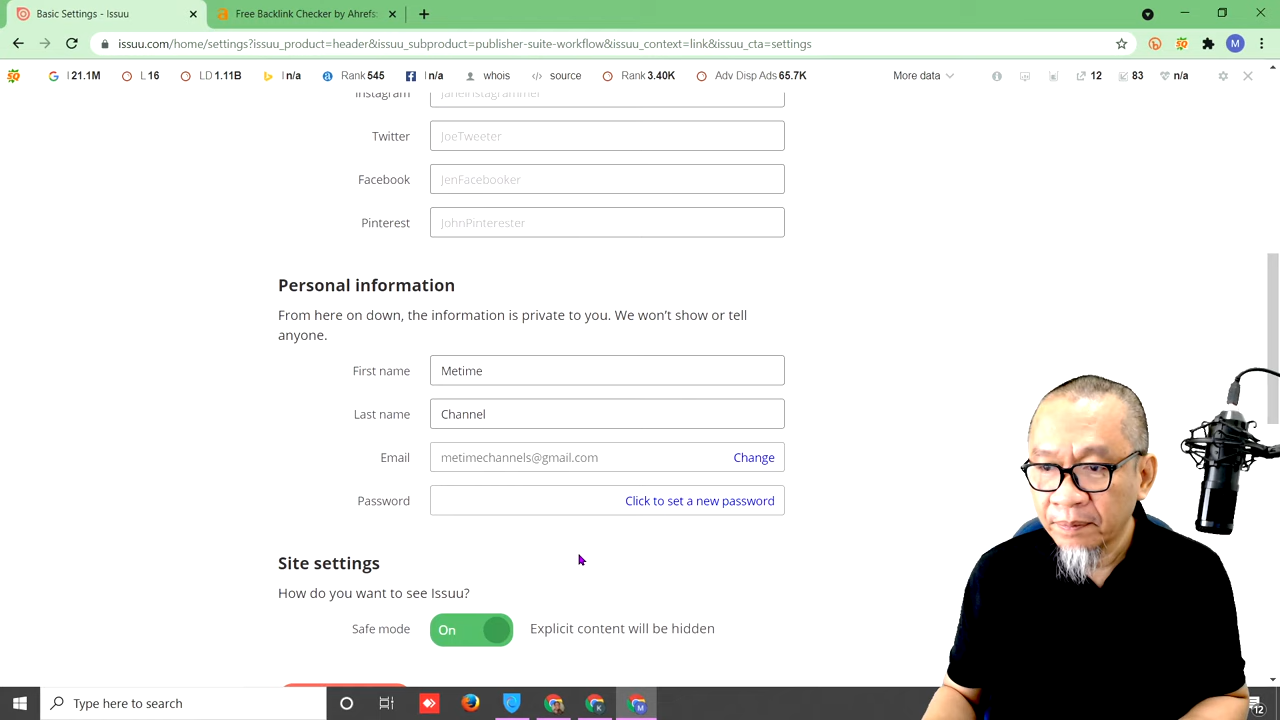 Basic Settings - Issuu
Free Backlink Checker by Ahrefs:
issuu.com/home/settings?issuu_product=header&issuu_subproduct=publisher-suite-workflow&issuu_context=link&issuu_cta=settings
M
I 21.1M
L 16
LD 1.11B
I n/a
Rank 545
I n/a
whois
source
Rank 3.40K
Adv Disp Ads 65.7K
More data
12
83
n/a
Instagram
janeinstagrammer
Twitter
JoeTweeter
Facebook
JenFacebooker
Pinterest
JohnPinterester
Personal information
From here on down, the information is private to you. We won't show or tell
anyone.
First name
Metime
Last name
Channel
Email
metimechannels@gmail.com
Change
Password
Click to set a new password
Site settings
How do you want to see Issuu?
Safe mode
On
Explicit content will be hidden
Type here to search
12